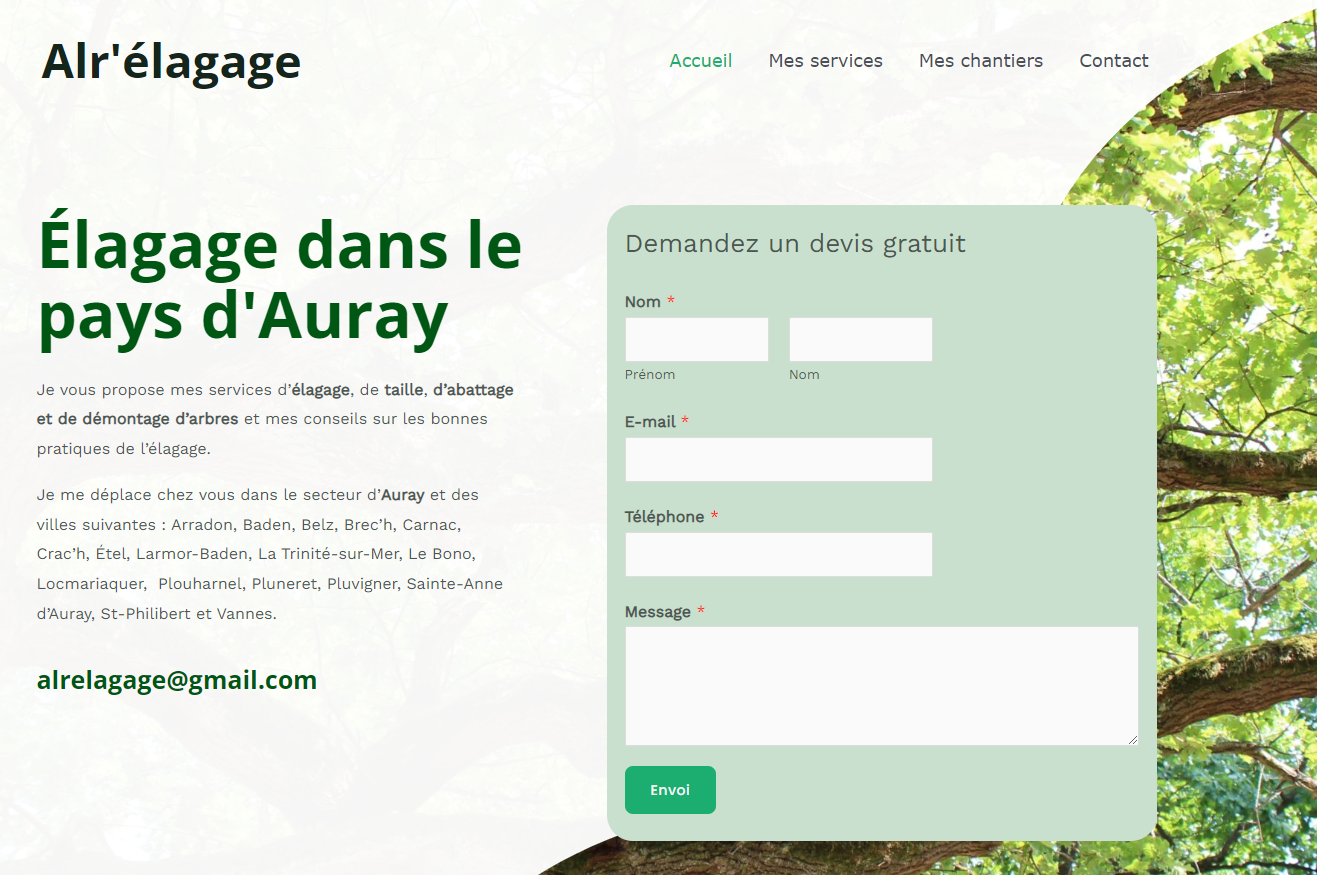 Alr'élagage
Accueil Mes services Mes chantiers Contact
Élagage dans le
pays d'Auray
Je vous propose mes services d’élagage, de taille, d’abattage
et de démontage d’arbres et mes conseils sur les bonnes
pratiques de l’élagage.
Je me déplace chez vous dans le secteur d’Auray et des
villes suivantes : Arradon, Baden, Belz, Brec’h, Carnac,
Crac’h, Étel, Larmor-Baden, La Trinité-sur-Mer, Le Bono,
Locmariaquer,  Plouharnel, Pluneret, Pluvigner, Sainte-Anne
d’Auray, St-Philibert et Vannes.
alrelagage@gmail.com
Demandez un devis gratuit
Nom *
Prénom Nom
E-mail *
Téléphone *
Message *
Envoi